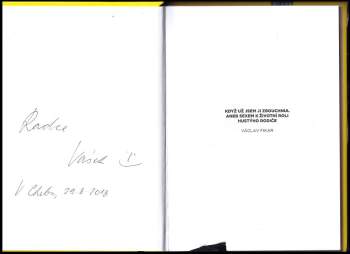 Radce
Vašek
V Chebu, 29.8.2018
KDYŽ UŽ JSEM JI ZBOUCHNUL
ANEB SEXEM K ŽIVOTNÍ ROLI
HUSTÝHO RODIČE
VÁCLAV FIKAR